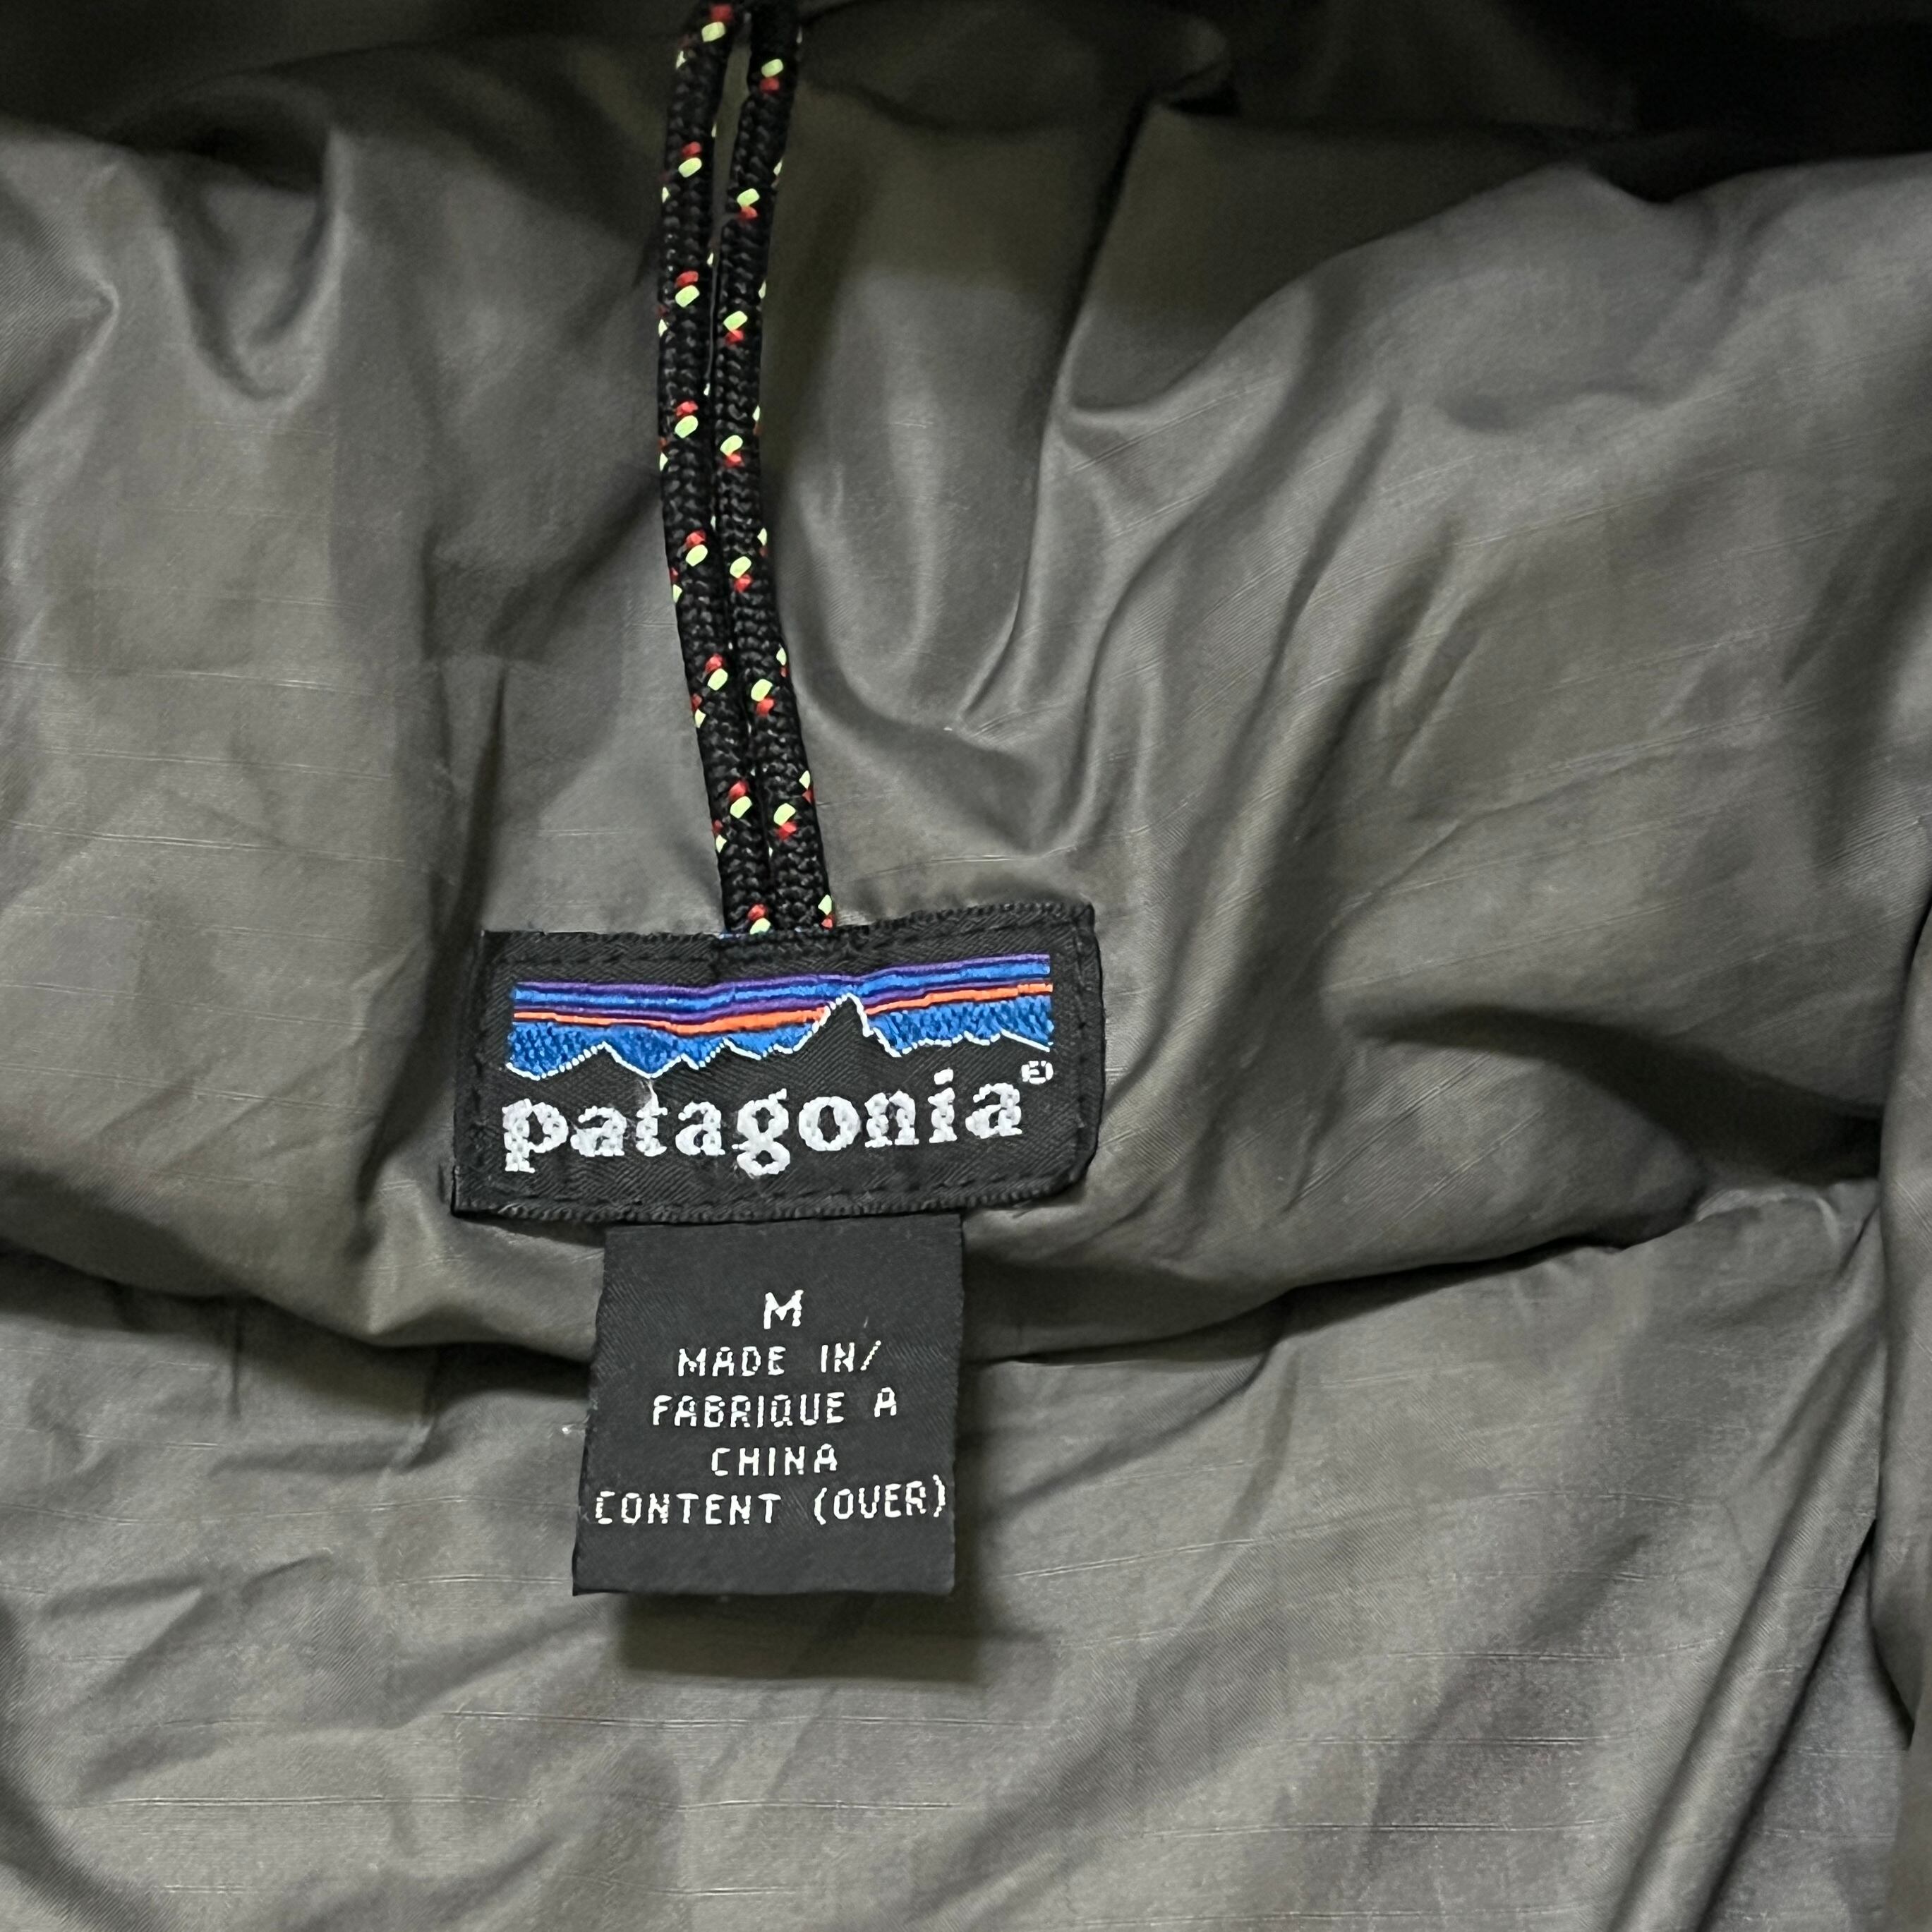 patagonia®
M
MADE IN/
FABRIQUE A
CHINA
CONTENT (OVER)